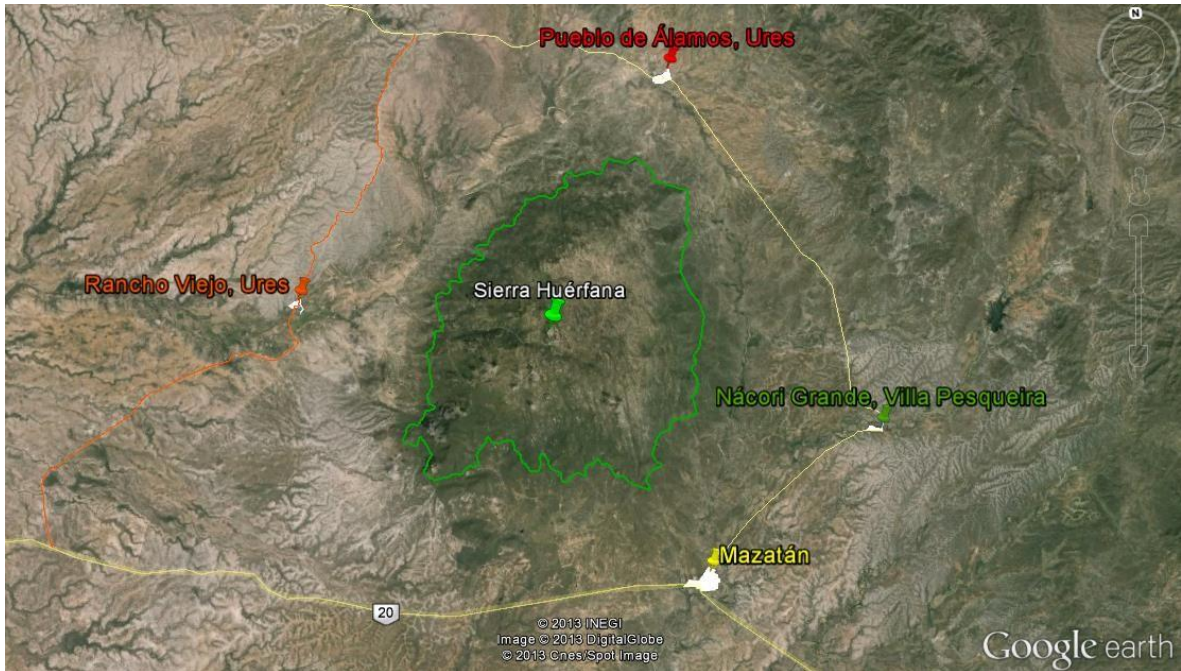 N
Pueblo de Álamos, Ures
Rancho Viejo, Ures
Sierra Huérfana
Nácori Grande, Villa Pesqueira
Mazatán
20
© 2013 INEGI
Image © 2013 DigitalGlobe
© 2013 Cnes/Spot Image
Google earth